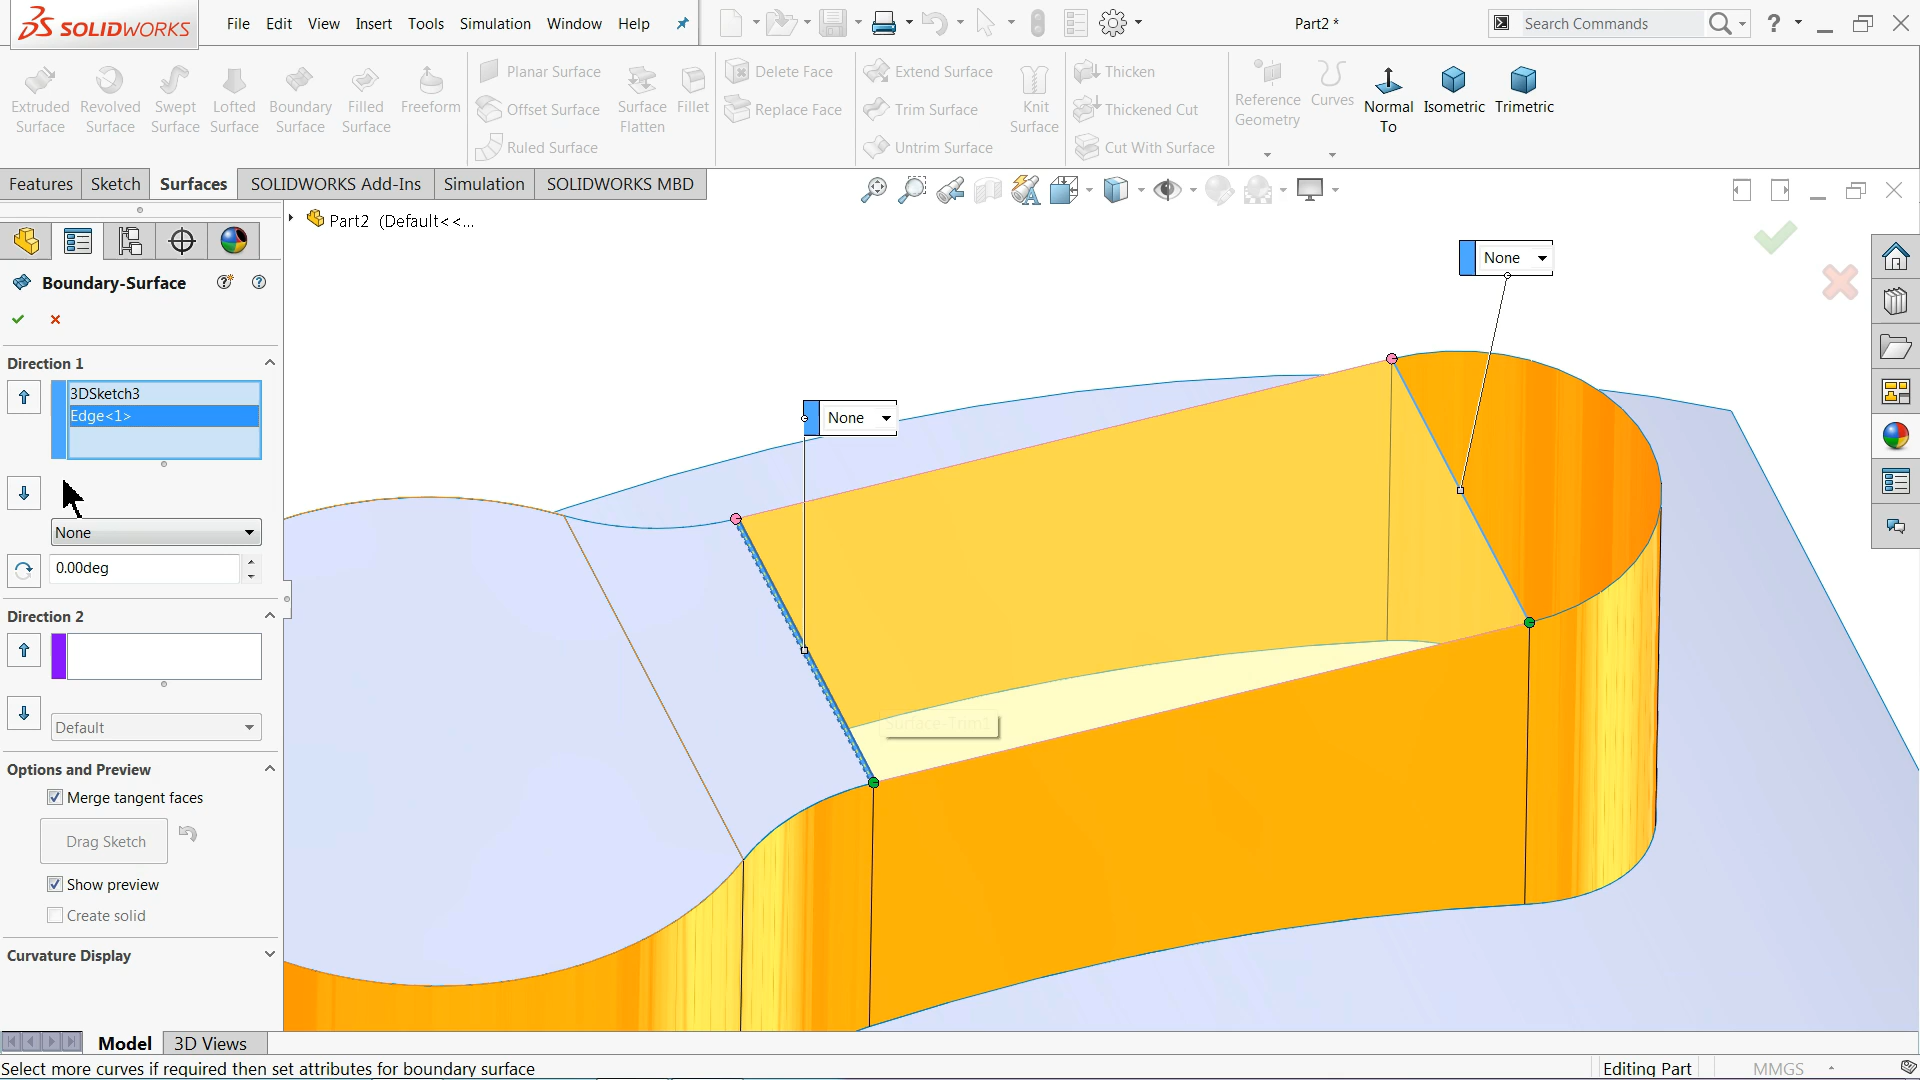 SOLIDWORKS
File Edit View Insert Tools Simulation Window Help
Part2 *
Search Commands
Extruded Surface
Revolved Surface
Swept Surface
Lofted Surface
Boundary Surface
Filled Surface
Freeform
Planar Surface
Offset Surface
Ruled Surface
Surface Flatten
Fillet
Delete Face
Replace Face
Extend Surface
Trim Surface
Untrim Surface
Knit Surface
Thicken
Thickened Cut
Cut With Surface
Reference Geometry
Curves
Normal To
Isometric
Trimetric
Features Sketch Surfaces SOLIDWORKS Add-Ins Simulation SOLIDWORKS MBD
Part2 (Default<<...
Boundary-Surface
Direction 1
3DSketch3
Edge<1>
None
0.00deg
Direction 2
Default
Options and Preview
Merge tangent faces
Drag Sketch
Show preview
Create solid
Curvature Display
None
None
Surface-Trim1
Model 3D Views
Select more curves if required then set attributes for boundary surface
Editing Part
MMGS